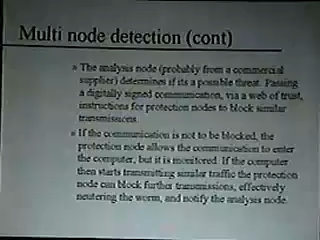 Multi node detection (cont)
» The analysis node (probably from a commercial
supplier) determines if its a possible threat. Passing
a digitally signed communication, via a web of trust,
instructions for protection nodes to block similar
transmissions.
» If the communication is not to be blocked, the
protection node allows the communication to enter
the computer, but it is monitored. If the computer
then starts transmitting similar traffic the protection
node can block further transmissions, effectively
neutering the worm, and notify the analysis node.